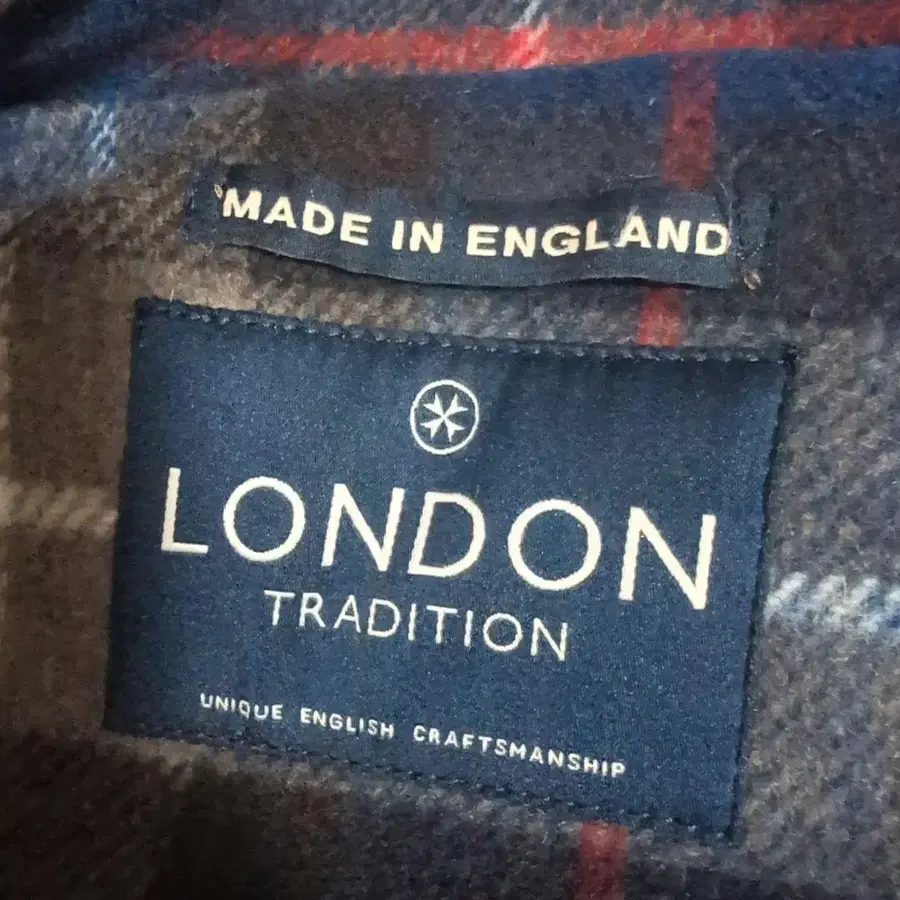 MADE IN ENGLAND
LONDON
TRADITION
UNIQUE ENGLISH CRAFTSMANSHIP